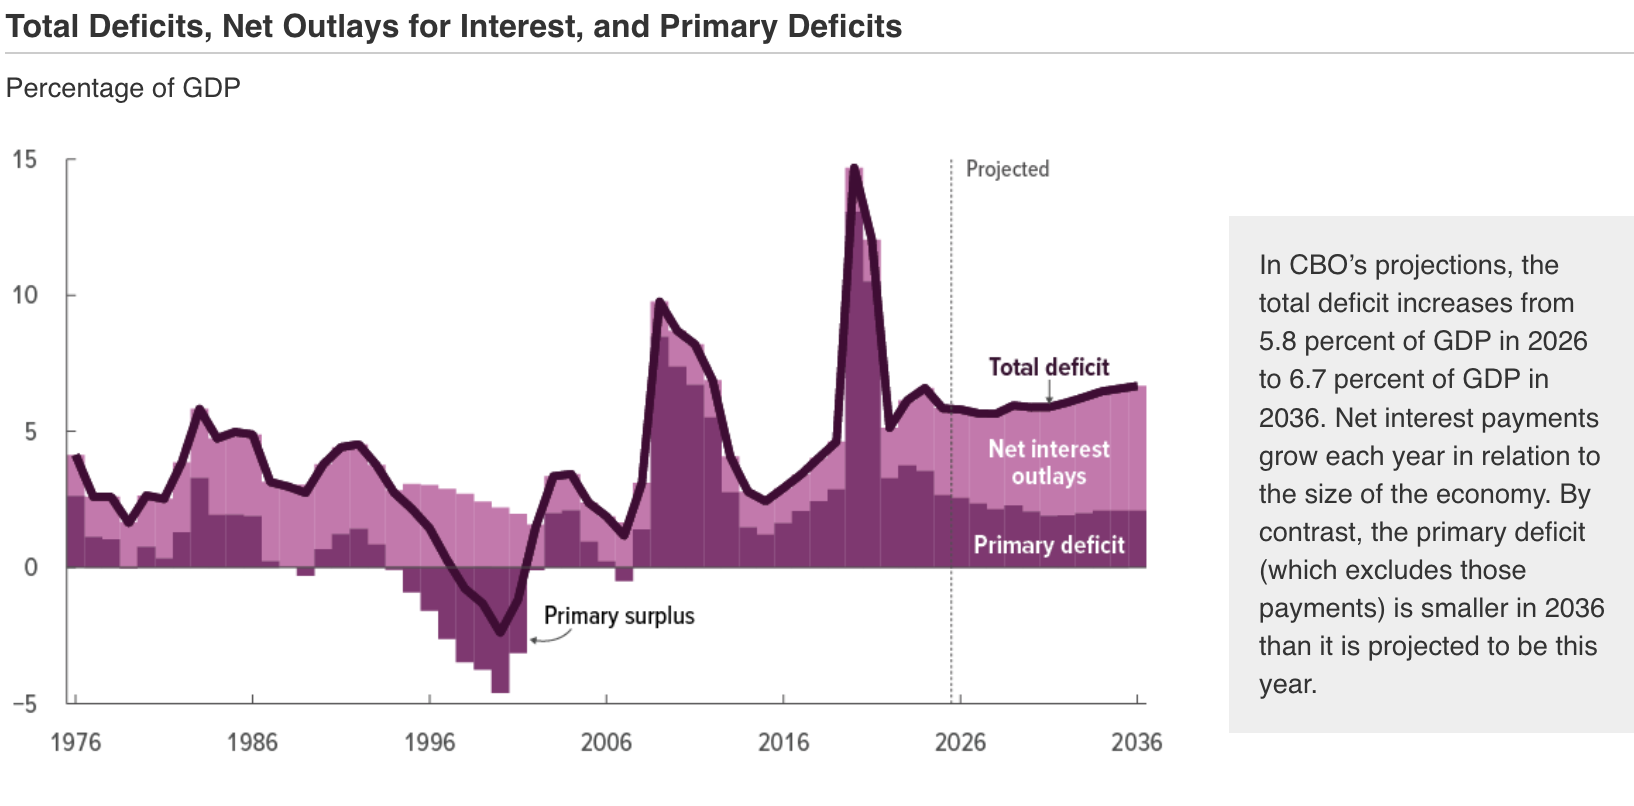 Total Deficits, Net Outlays for Interest, and Primary Deficits
Percentage of GDP
15
10
5
0
−5
Projected
Total deficit
Net interest
outlays
Primary deficit
Primary surplus
1976
1986
1996
2006
2016
2026
2036
In CBO’s projections, the
total deficit increases from
5.8 percent of GDP in 2026
to 6.7 percent of GDP in
2036. Net interest payments
grow each year in relation to
the size of the economy. By
contrast, the primary deficit
(which excludes those
payments) is smaller in 2036
than it is projected to be this
year.